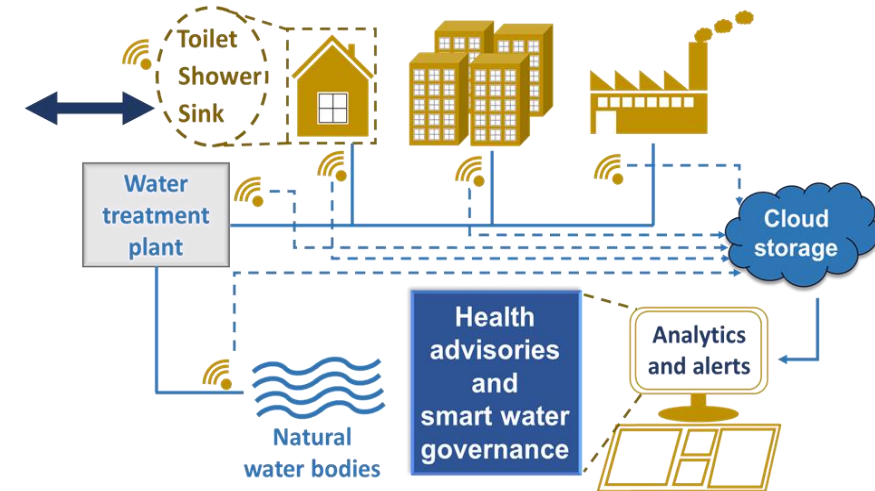 Toilet
Shower
Sink
Water
treatment
plant
Cloud
storage
Health
advisories
and
smart water
governance
Analytics
and alerts
Natural
water bodies